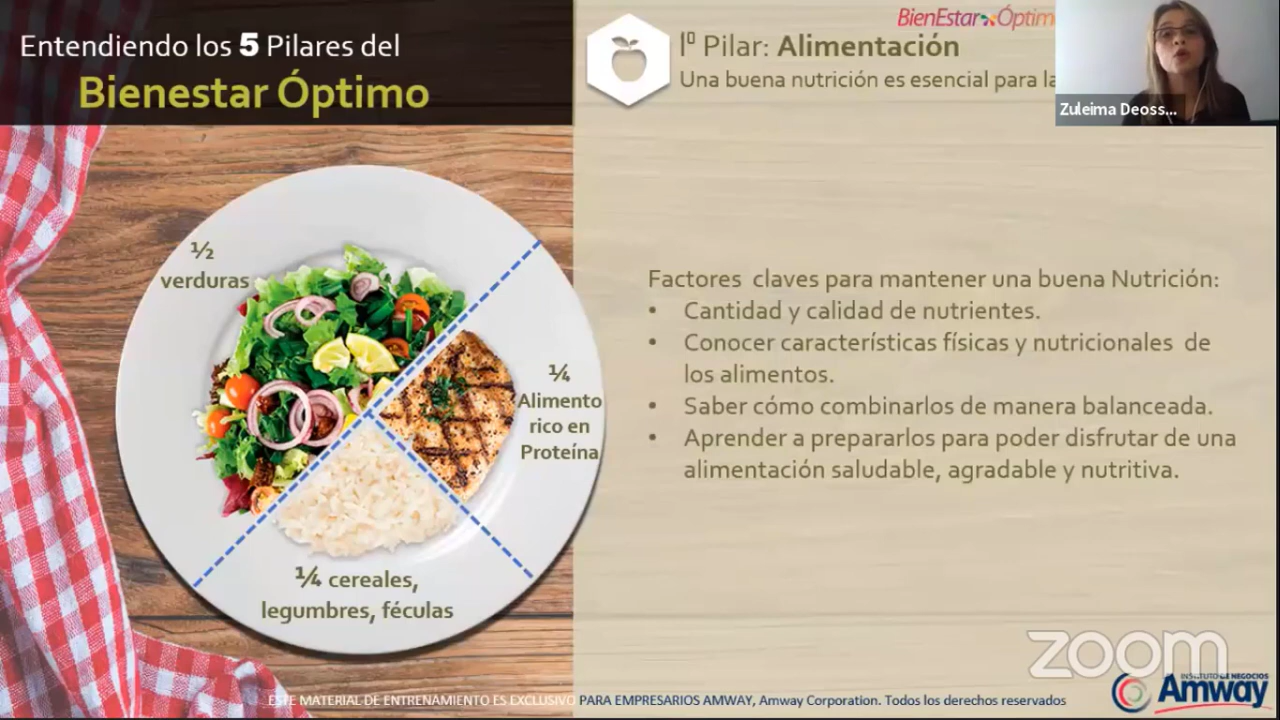 Entendiendo los 5 Pilares del
Bienestar Óptimo
BienEstar Óptim
1º Pilar: Alimentación
Una buena nutrición es esencial para la
Zuleima Deoss...
½
verduras
¼
Alimento
rico en
Proteína
¼ cereales,
legumbres, féculas
Factores claves para mantener una buena Nutrición:
• Cantidad y calidad de nutrientes.
• Conocer características físicas y nutricionales de
los alimentos.
• Saber cómo combinarlos de manera balanceada.
• Aprender a prepararlos para poder disfrutar de una
alimentación saludable, agradable y nutritiva.
zoom
INSTITUTO DE NEGOCIOS
Amway
ESTE MATERIAL DE ENTRENAMIENTO ES EXCLUSIVO PARA EMPRESARIOS AMWAY, Amway Corporation. Todos los derechos reservados